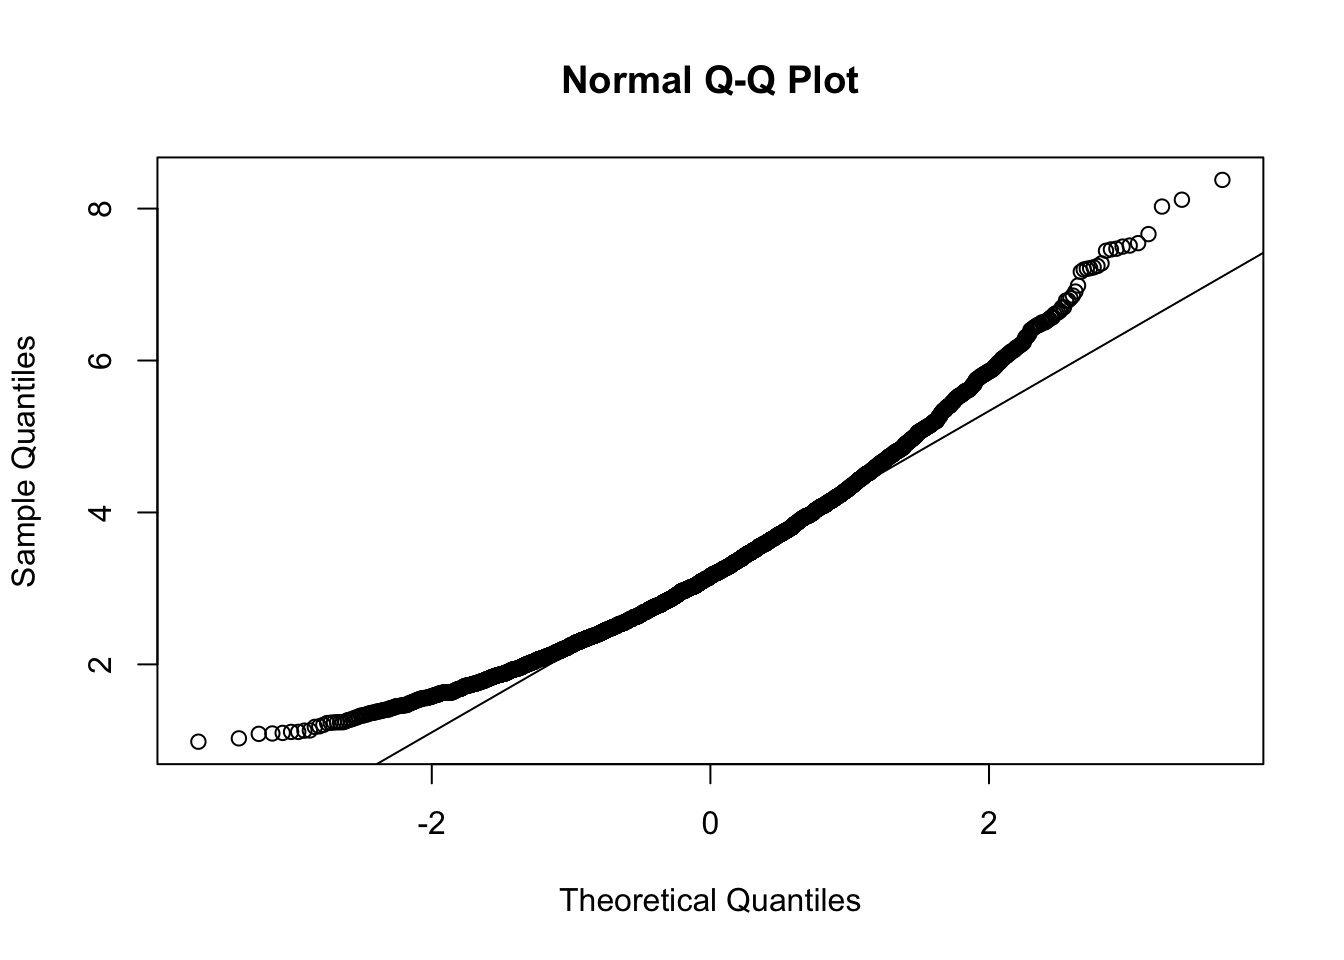 Normal Q-Q Plot
Sample Quantiles
8
6
4
2
-2 0 2
Theoretical Quantiles